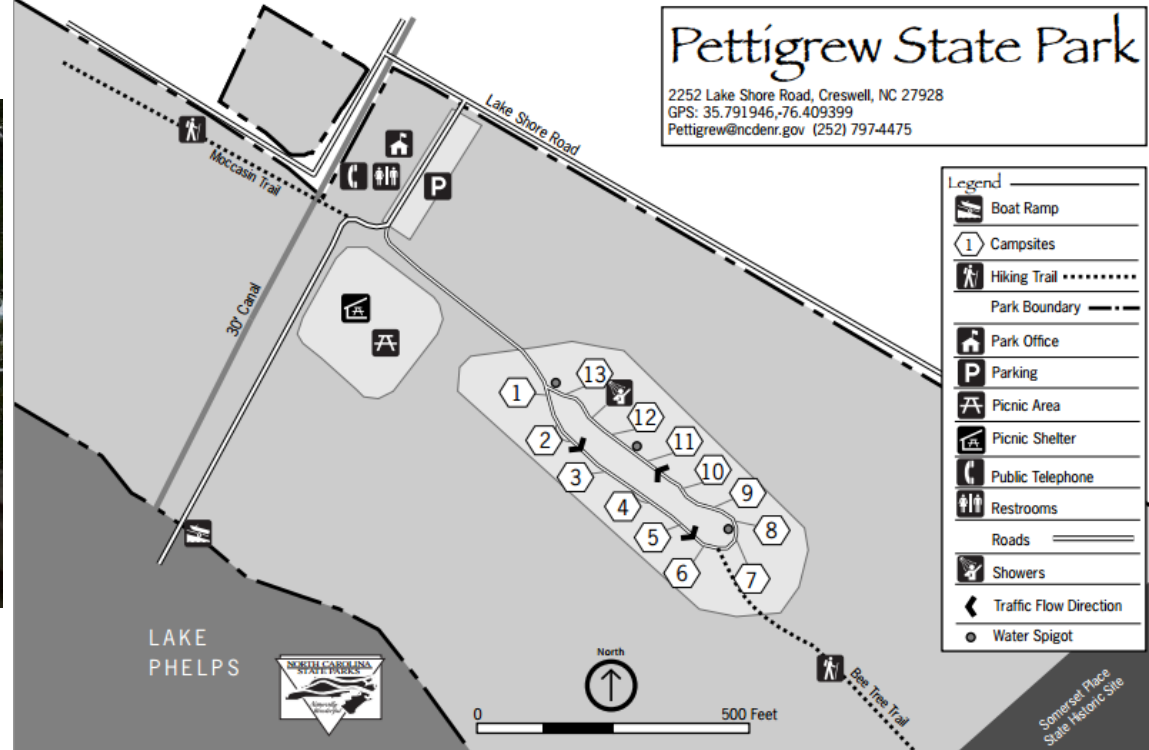 Pettigrew State Park
2252 Lake Shore Road, Creswell, NC 27928
GPS: 35.791946,-76.409399
Pettigrew@ncdenr.gov (252) 797-4475
Lake Shore Road
Moccasin Trail
P
30' Canal
Legend
Boat Ramp
1 Campsites
Hiking Trail
Park Boundary
Park Office
P Parking
Picnic Area
Picnic Shelter
Public Telephone
Restrooms
Roads
Showers
Traffic Flow Direction
Water Spigot
13
1
12
2
11
3
10
9
4
8
5
6
7
LAKE
PHELPS
NORTH CAROLINA
STATE PARKS
Naturally
Wonderful
North
0
500 Feet
Bee Tree Trail
Somerset Place
State Historic Site